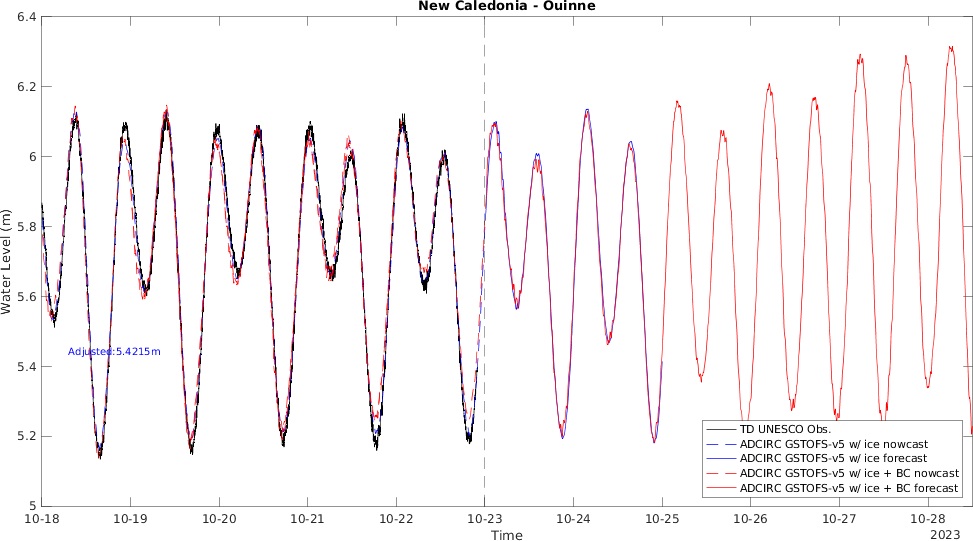 New Caledonia - Ouinne
6.4
6.2
6
5.8
5.6
5.4
5.2
5
Water Level (m)
Adjusted:5.4215m
TD UNESCO Obs.
ADCIRC GSTOFS-v5 w/ ice nowcast
ADCIRC GSTOFS-v5 w/ ice forecast
ADCIRC GSTOFS-v5 w/ ice + BC nowcast
ADCIRC GSTOFS-v5 w/ ice + BC forecast
10-18 10-19 10-20 10-21 10-22 10-23 10-24 10-25 10-26 10-27 10-28
Time
2023